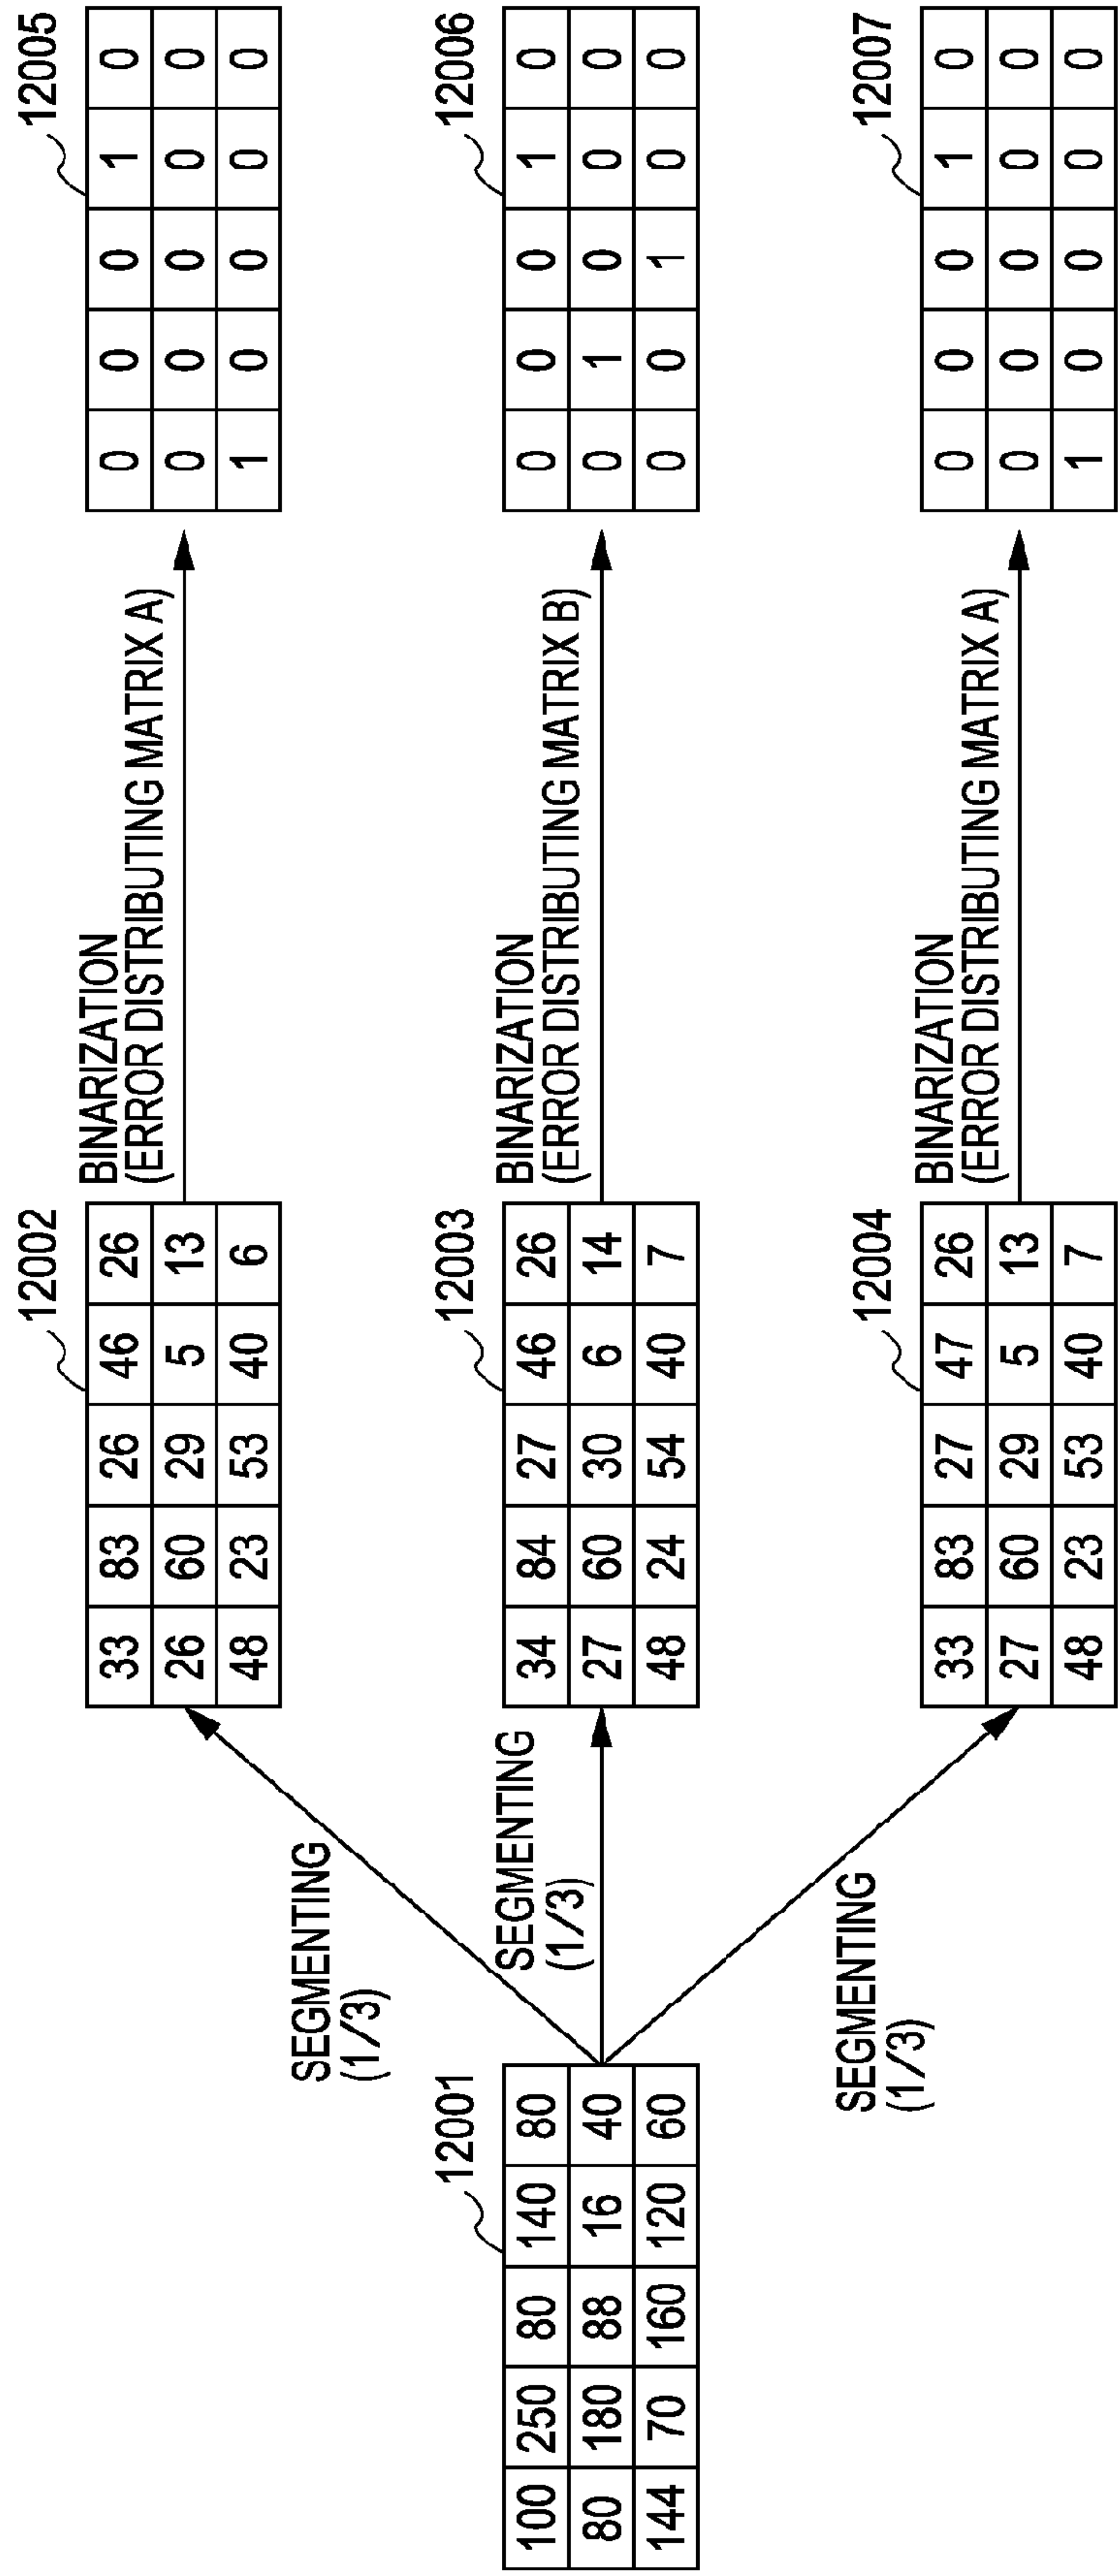 12001
100 250 80 140 80
80 180 88 16 40
144 70 160 120 60
SEGMENTING
(1/3)
SEGMENTING
(1/3)
SEGMENTING
(1/3)
12002
33 83 26 46 26
26 60 29 5 13
48 23 53 40 6
BINARIZATION
(ERROR DISTRIBUTING MATRIX A)
12005
0 0 0 1 0
0 0 0 0 0
1 0 0 0 0
12003
34 84 27 46 26
27 60 30 6 14
48 24 54 40 7
BINARIZATION
(ERROR DISTRIBUTING MATRIX B)
12006
0 0 0 1 0
0 1 0 0 0
0 0 1 0 0
12004
33 83 27 47 26
27 60 29 5 13
48 23 53 40 7
BINARIZATION
(ERROR DISTRIBUTING MATRIX A)
12007
0 0 0 1 0
0 0 0 0 0
1 0 0 0 0